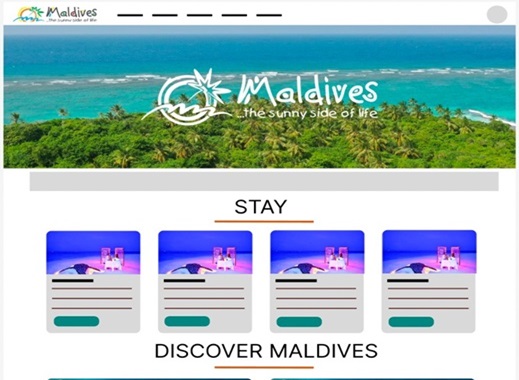 Maldives
...the sunny side of life
Maldives
...the sunny side of life
STAY
DISCOVER MALDIVES